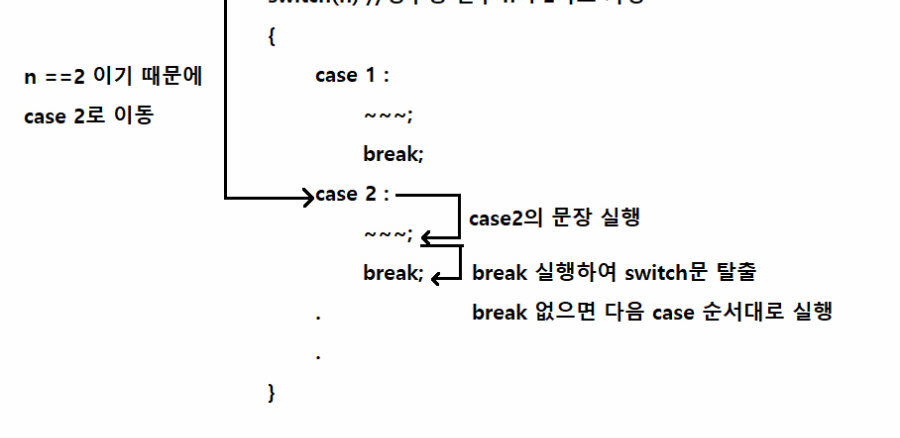 {
n ==2 이기 때문에
case 2로 이동
case 1 :
~~~;
break;
case 2 :
case2의 문장 실행
~~~;
break;
break 실행하여 switch문 탈출
break 없으면 다음 case 순서대로 실행
.
.
}